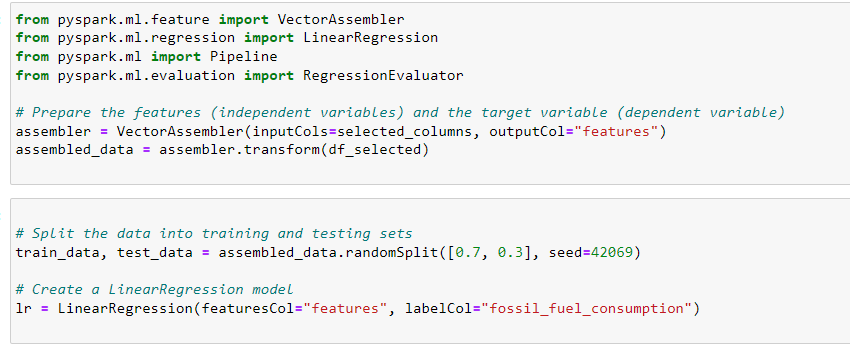 from pyspark.ml.feature import VectorAssembler
from pyspark.ml.regression import LinearRegression
from pyspark.ml import Pipeline
from pyspark.ml.evaluation import RegressionEvaluator
# Prepare the features (independent variables) and the target variable (dependent variable)
assembler = VectorAssembler(inputCols=selected_columns, outputCol="features")
assembled_data = assembler.transform(df_selected)
# Split the data into training and testing sets
train_data, test_data = assembled_data.randomSplit([0.7, 0.3], seed=42069)
# Create a LinearRegression model
lr = LinearRegression(featuresCol="features", labelCol="fossil_fuel_consumption")